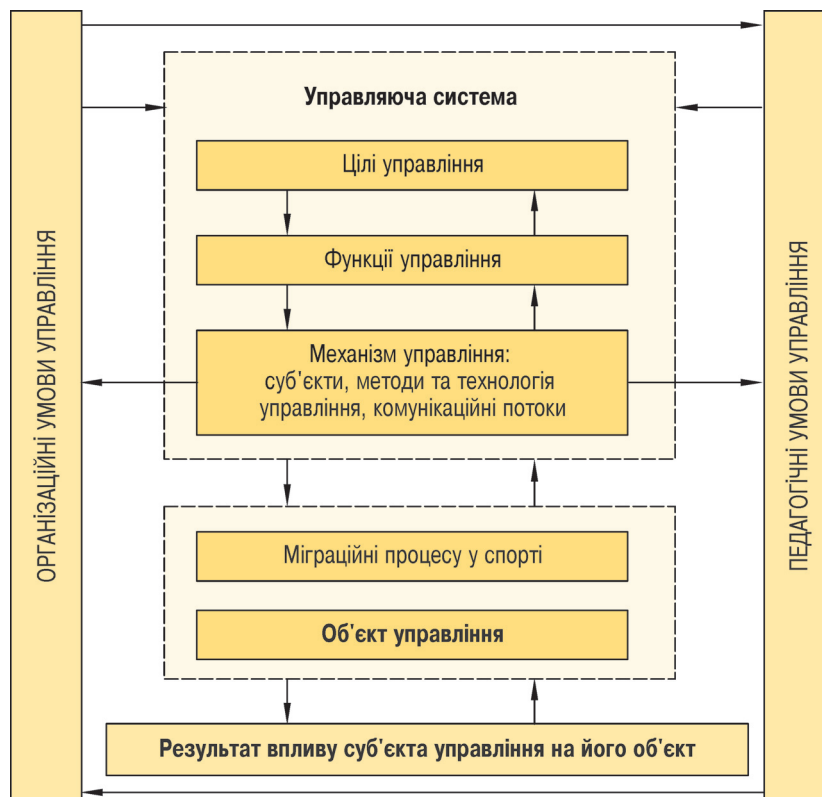 Управляюча система
Цілі управління
Функції управління
Механізм управління:
суб'єкти, методи та технологія
управління, комунікаційні потоки
ОРГАНІЗАЦІЙНІ УМОВИ УПРАВЛІННЯ
ПЕДАГОГІЧНІ УМОВИ УПРАВЛІННЯ
Міграційні процесу у спорті
Об'єкт управління
Результат впливу суб'єкта управління на його об'єкт